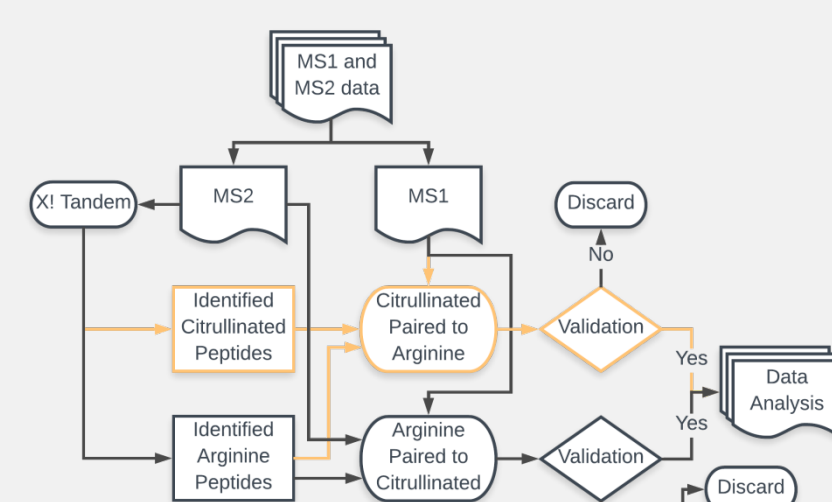 MS1 and
MS2 data
MS2
MS1
X! Tandem
Discard
No
Identified
Citrullinated
Peptides
Citrullinated
Paired to
Arginine
Validation
Yes
Data
Analysis
Yes
Identified
Arginine
Peptides
Arginine
Paired to
Citrullinated
Validation
Discard